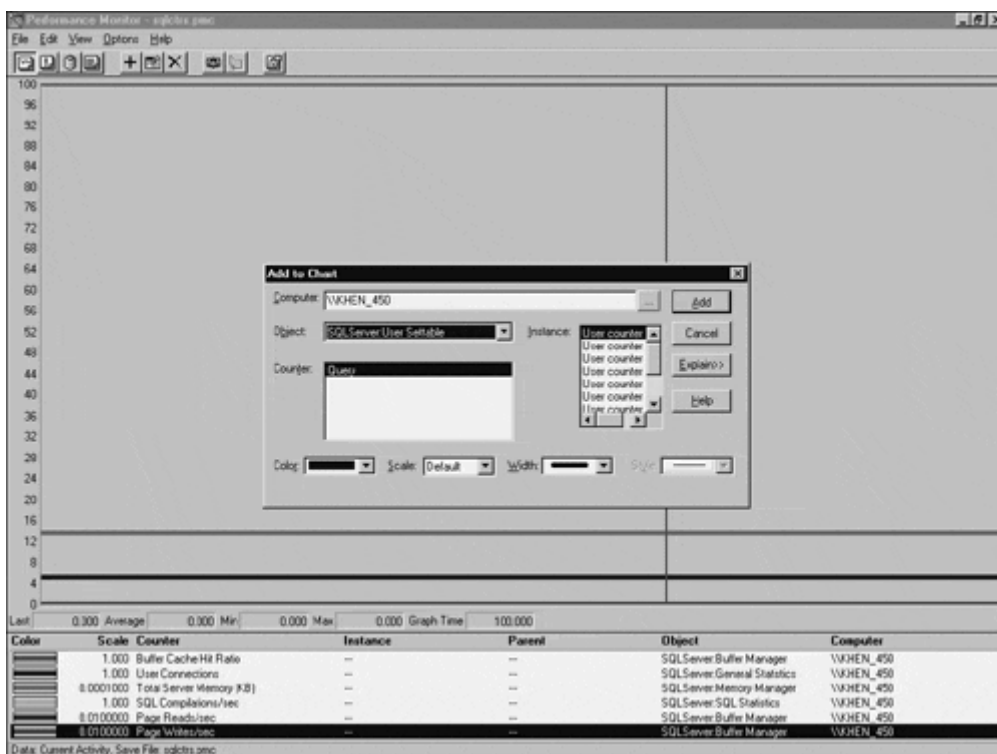 Performance Monitor - sqlctrs.pmc
File Edit View Options Help
100
96
92
88
84
80
76
72
68
64
60
56
52
48
44
40
36
32
28
24
20
16
12
8
4
0
Add to Chart
Computer: \\KHEN_450 ... Add
Object: SQLServer:User Settable Instance: User counter Cancel
User counter
User counter
Counter: Query User counter Explain>>
User counter
User counter
User counter Help
Color: Scale: Default Width: Style:
Last 0.300 Average 0.000 Min 0.000 Max 0.000 Graph Time 100.000
Color Scale Counter Instance Parent Object Computer
1.000 Buffer Cache Hit Ratio --- --- SQLServer:Buffer Manager \\KHEN_450
1.000 User Connections --- --- SQLServer:General Statistics \\KHEN_450
0.0001000 Total Server Memory (KB) --- --- SQLServer:Memory Manager \\KHEN_450
1.000 SQL Compilations/sec --- --- SQLServer:SQL Statistics \\KHEN_450
0.0100000 Page Reads/sec --- --- SQLServer:Buffer Manager \\KHEN_450
0.0100000 Page Writes/sec --- --- SQLServer:Buffer Manager \\KHEN_450
Data: Current Activity, Save File: sqlctrs.pmc